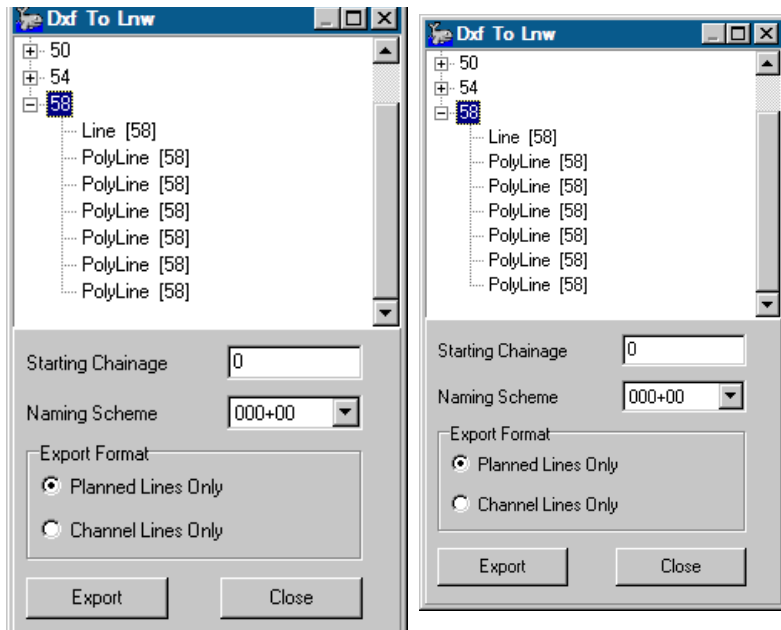 Dxf To Lnw
50
54
58
Line [58]
PolyLine [58]
PolyLine [58]
PolyLine [58]
PolyLine [58]
PolyLine [58]
PolyLine [58]
Starting Chainage 0
Naming Scheme 000+00
Export Format
Planned Lines Only
Channel Lines Only
Export Close
Dxf To Lnw
50
54
58
Line [58]
PolyLine [58]
PolyLine [58]
PolyLine [58]
PolyLine [58]
PolyLine [58]
PolyLine [58]
Starting Chainage 0
Naming Scheme 000+00
Export Format
Planned Lines Only
Channel Lines Only
Export Close